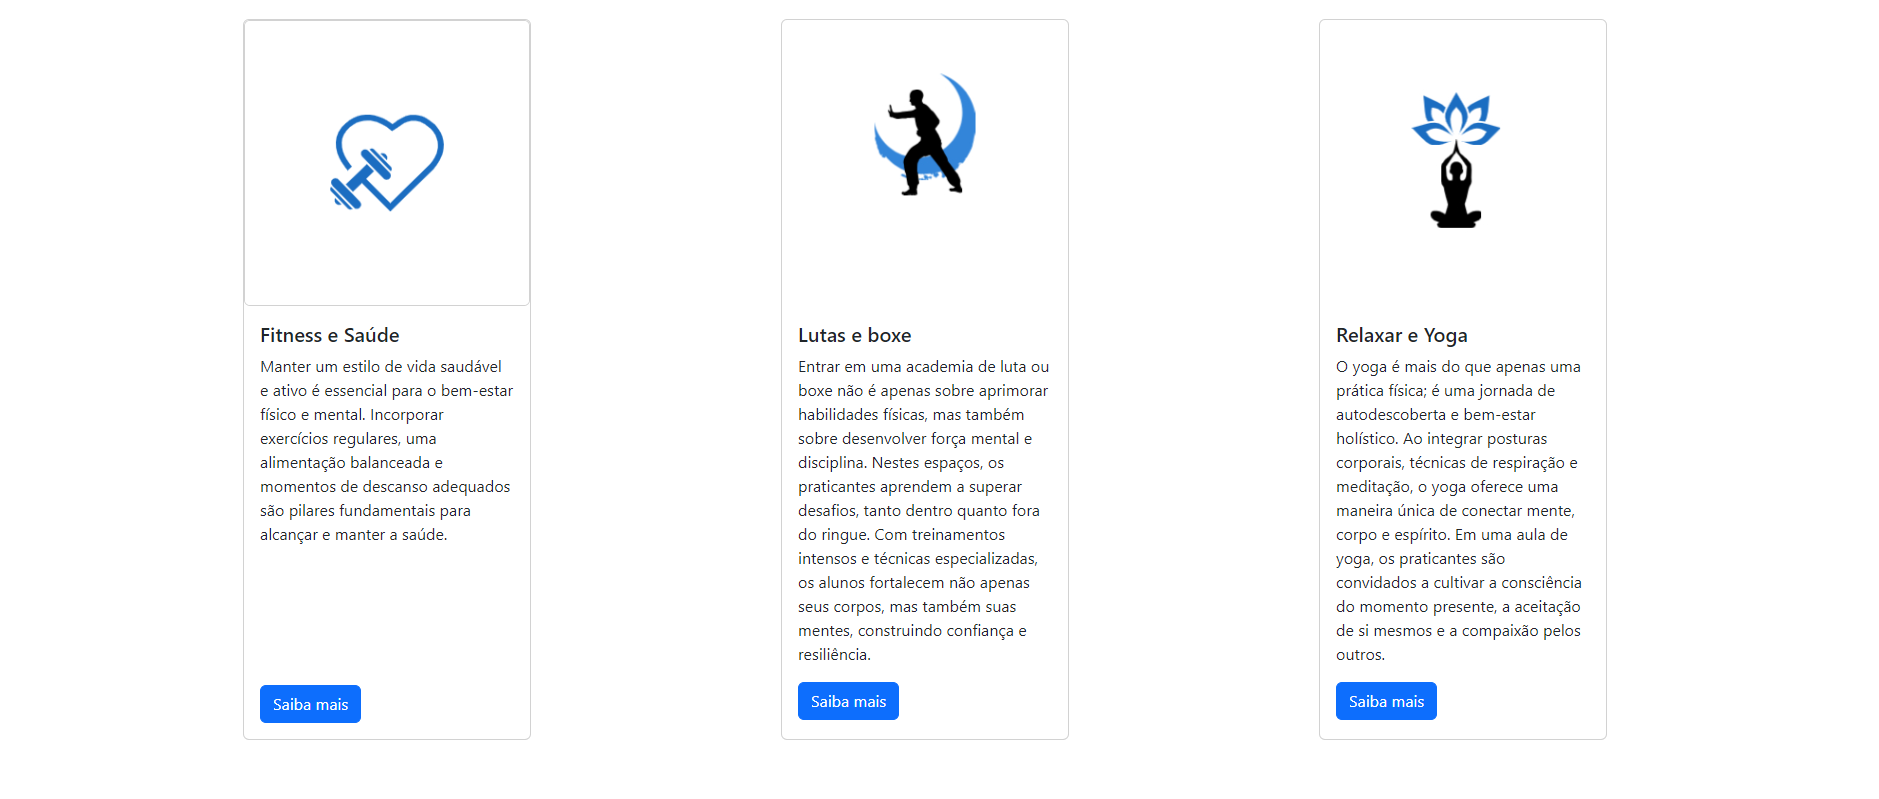 Fitness e Saúde
Manter um estilo de vida saudável
e ativo é essencial para o bem-estar
físico e mental. Incorporar
exercícios regulares, uma
alimentação balanceada e
momentos de descanso adequados
são pilares fundamentais para
alcançar e manter a saúde.
Saiba mais
Lutas e boxe
Entrar em uma academia de luta ou
boxe não é apenas sobre aprimorar
habilidades físicas, mas também
sobre desenvolver força mental e
disciplina. Nestes espaços, os
praticantes aprendem a superar
desafios, tanto dentro quanto fora
do ringue. Com treinamentos
intensos e técnicas especializadas,
os alunos fortalecem não apenas
seus corpos, mas também suas
mentes, construindo confiança e
resiliência.
Saiba mais
Relaxar e Yoga
O yoga é mais do que apenas uma
prática física; é uma jornada de
autodescoberta e bem-estar
holístico. Ao integrar posturas
corporais, técnicas de respiração e
meditação, o yoga oferece uma
maneira única de conectar mente,
corpo e espírito. Em uma aula de
yoga, os praticantes são
convidados a cultivar a consciência
do momento presente, a aceitação
de si mesmos e a compaixão pelos
outros.
Saiba mais